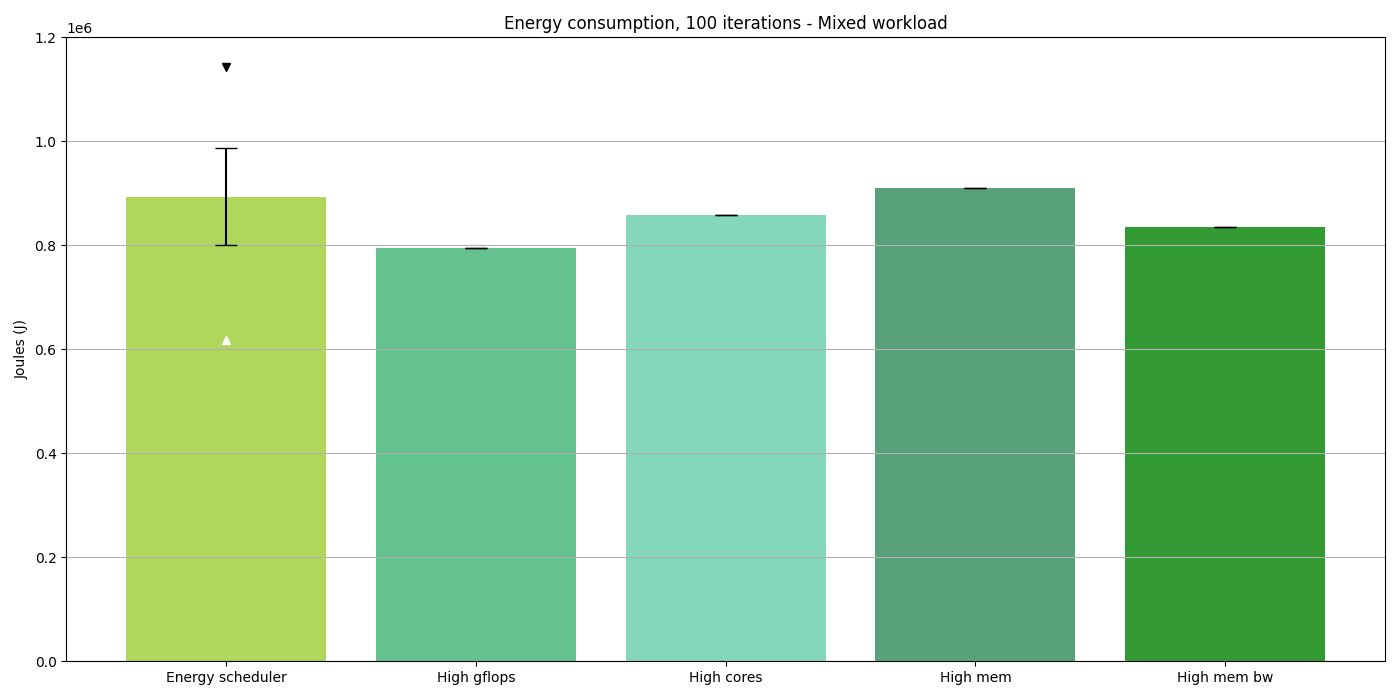 Energy consumption, 100 iterations - Mixed workload
1e6
1.2
1.0
0.8
0.6
0.4
0.2
0.0
Joules (J)
Energy scheduler
High gflops
High cores
High mem
High mem bw